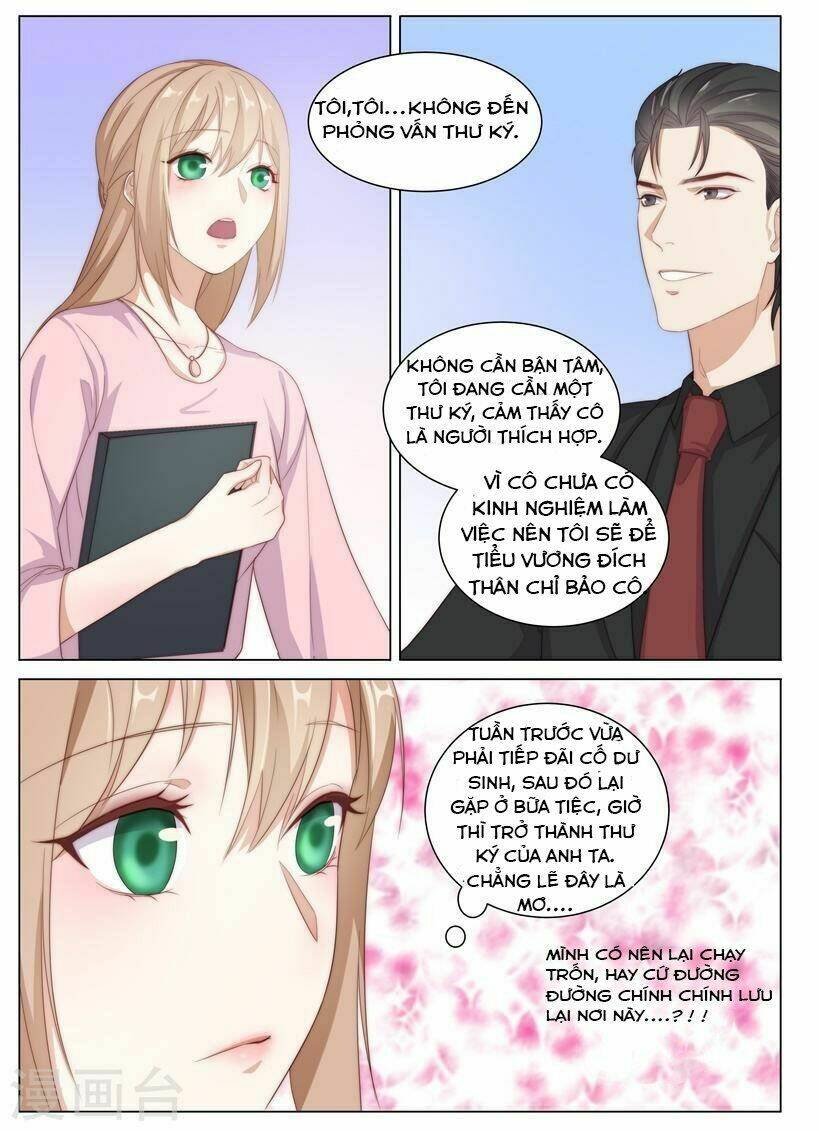 TÔI,TÔI...KHÔNG ĐẾN
PHỎNG VẤN THƯ KÝ.
KHÔNG CẦN BẬN TÂM,
TÔI ĐANG CẦN MỘT
THƯ KÝ, CẢM THẤY CÔ
LÀ NGƯỜI THÍCH HỢP.
VÌ CÔ CHƯA CÓ
KINH NGHIỆM LÀM
VIỆC NÊN TÔI SẼ ĐỂ
TIỂU VƯƠNG ĐÍCH
THÂN CHỈ BẢO CÔ
TUẦN TRƯỚC VỪA
PHẢI TIẾP ĐÃI CỐ DƯ
SINH, SAU ĐÓ LẠI
GẶP Ở BỮA TIỆC, GIỜ
THÌ TRỞ THÀNH THƯ
KÝ CỦA ANH TA.
CHẲNG LẼ ĐÂY LÀ
MƠ....
MÌNH CÓ NÊN LẠI CHẠY
TRỐN, HAY CỨ ĐƯỜNG
ĐƯỜNG CHÍNH CHÍNH LƯU
LẠI NƠI NÀY....?!!
漫画台